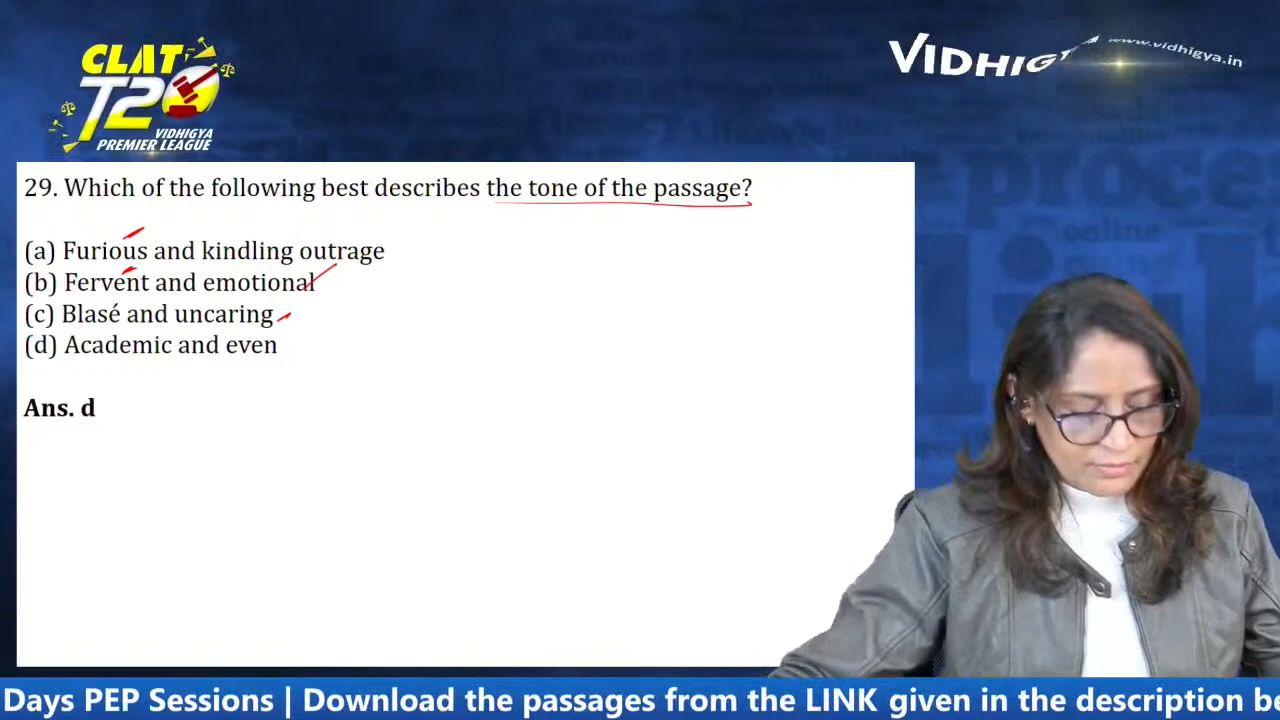 CLAT
T20
VIDHIGYA
PREMIER LEAGUE
VIDHIGYA
www.vidhigya.in
29. Which of the following best describes the tone of the passage?
(a) Furious and kindling outrage
(b) Fervent and emotional
(c) Blasé and uncaring
(d) Academic and even
Ans. d
process
online
Days PEP Sessions | Download the passages from the LINK given in the description be